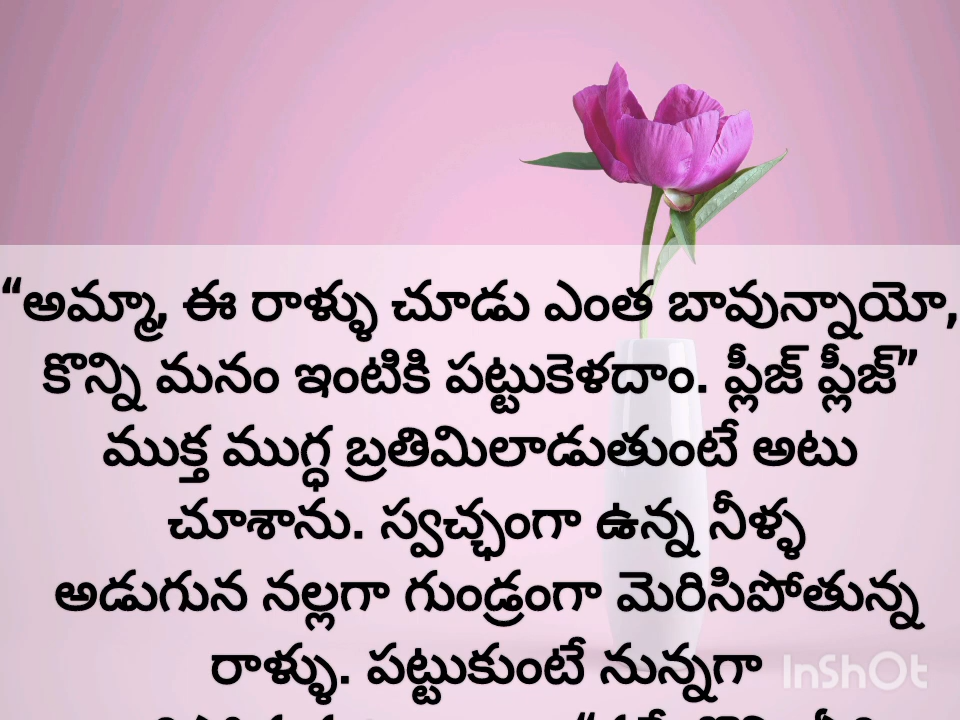 “అమ్మా, ఈ రాళ్ళు చూడు ఎంత బావున్నాయో,
కొన్ని మనం ఇంటికి పట్టుకెళదాం. ప్లీజ్ ప్లీజ్”
ముక్త ముగ్ధ బ్రతిమిలాడుతుంటే అటు
చూశాను. స్వచ్ఛంగా ఉన్న నీళ్ళ
అడుగున నల్లగా గుండ్రంగా మెరిసిపోతున్న
రాళ్ళు. పట్టుకుంటే నున్నగా
InShOt